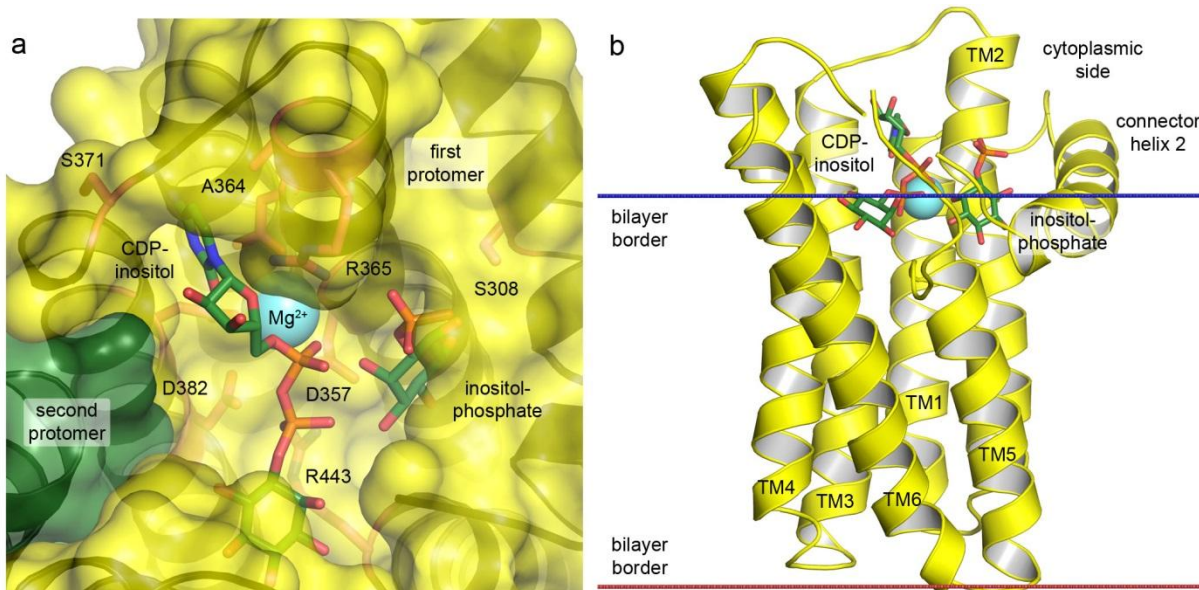 a
S371
A364
first
protomer
CDP-
inositol
R365
S308
Mg2+
D382
D357
inositol-
phosphate
second
protomer
R443
b
TM2
cytoplasmic
side
connector
helix 2
CDP-
inositol
bilayer
border
inositol-
phosphate
TM1
TM5
TM4
TM3
TM6
bilayer
border